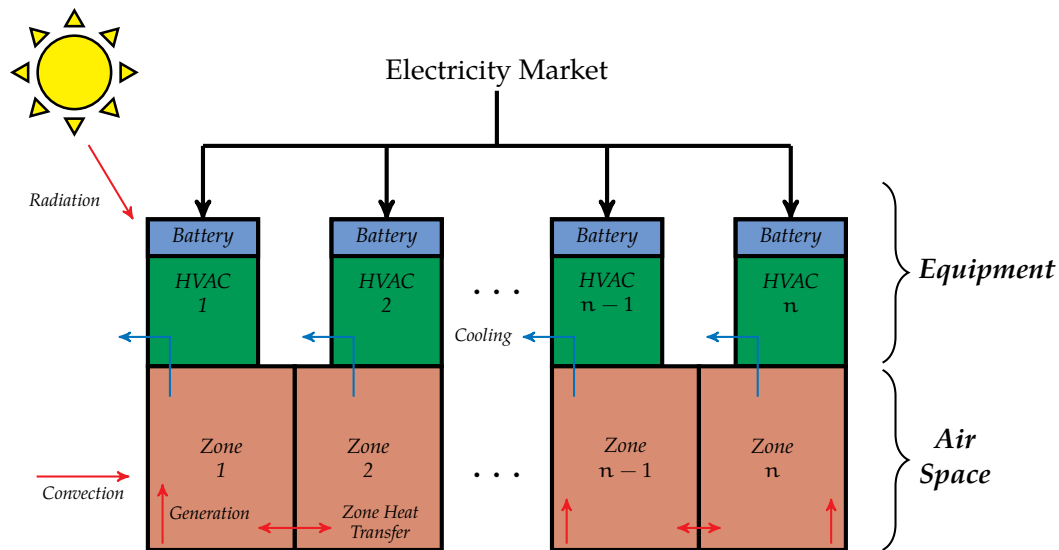 Electricity Market
Radiation
Battery
Battery
Battery
Battery
HVAC
1
HVAC
2
. . .
HVAC
n − 1
HVAC
n
Equipment
Cooling
Zone
1
Zone
2
. . .
Zone
n − 1
Zone
n
Air
Space
Convection
Generation
Zone Heat
Transfer